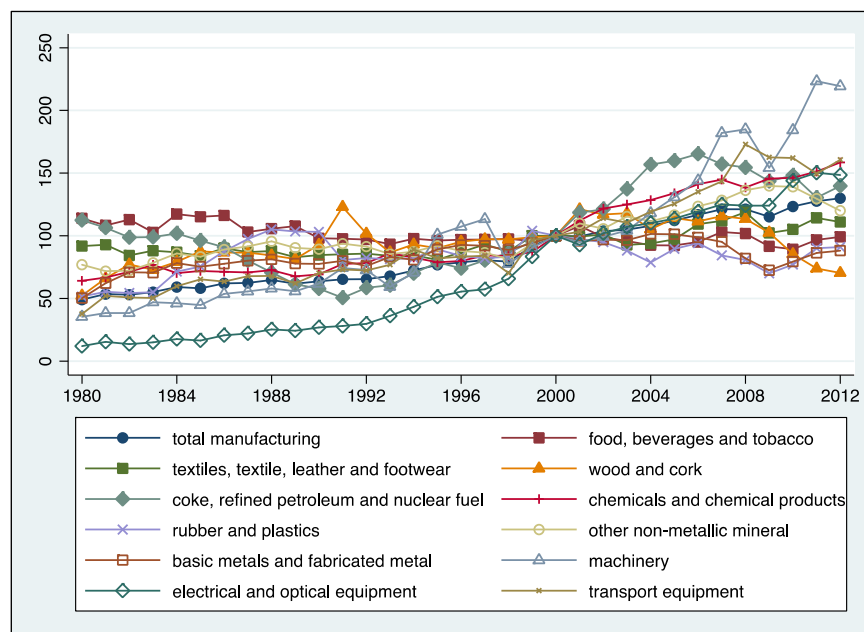 250
200
150
100
50
0
1980 1984 1988 1992 1996 2000 2004 2008 2012
total manufacturing food, beverages and tobacco
textiles, textile, leather and footwear wood and cork
coke, refined petroleum and nuclear fuel chemicals and chemical products
rubber and plastics other non-metallic mineral
basic metals and fabricated metal machinery
electrical and optical equipment transport equipment